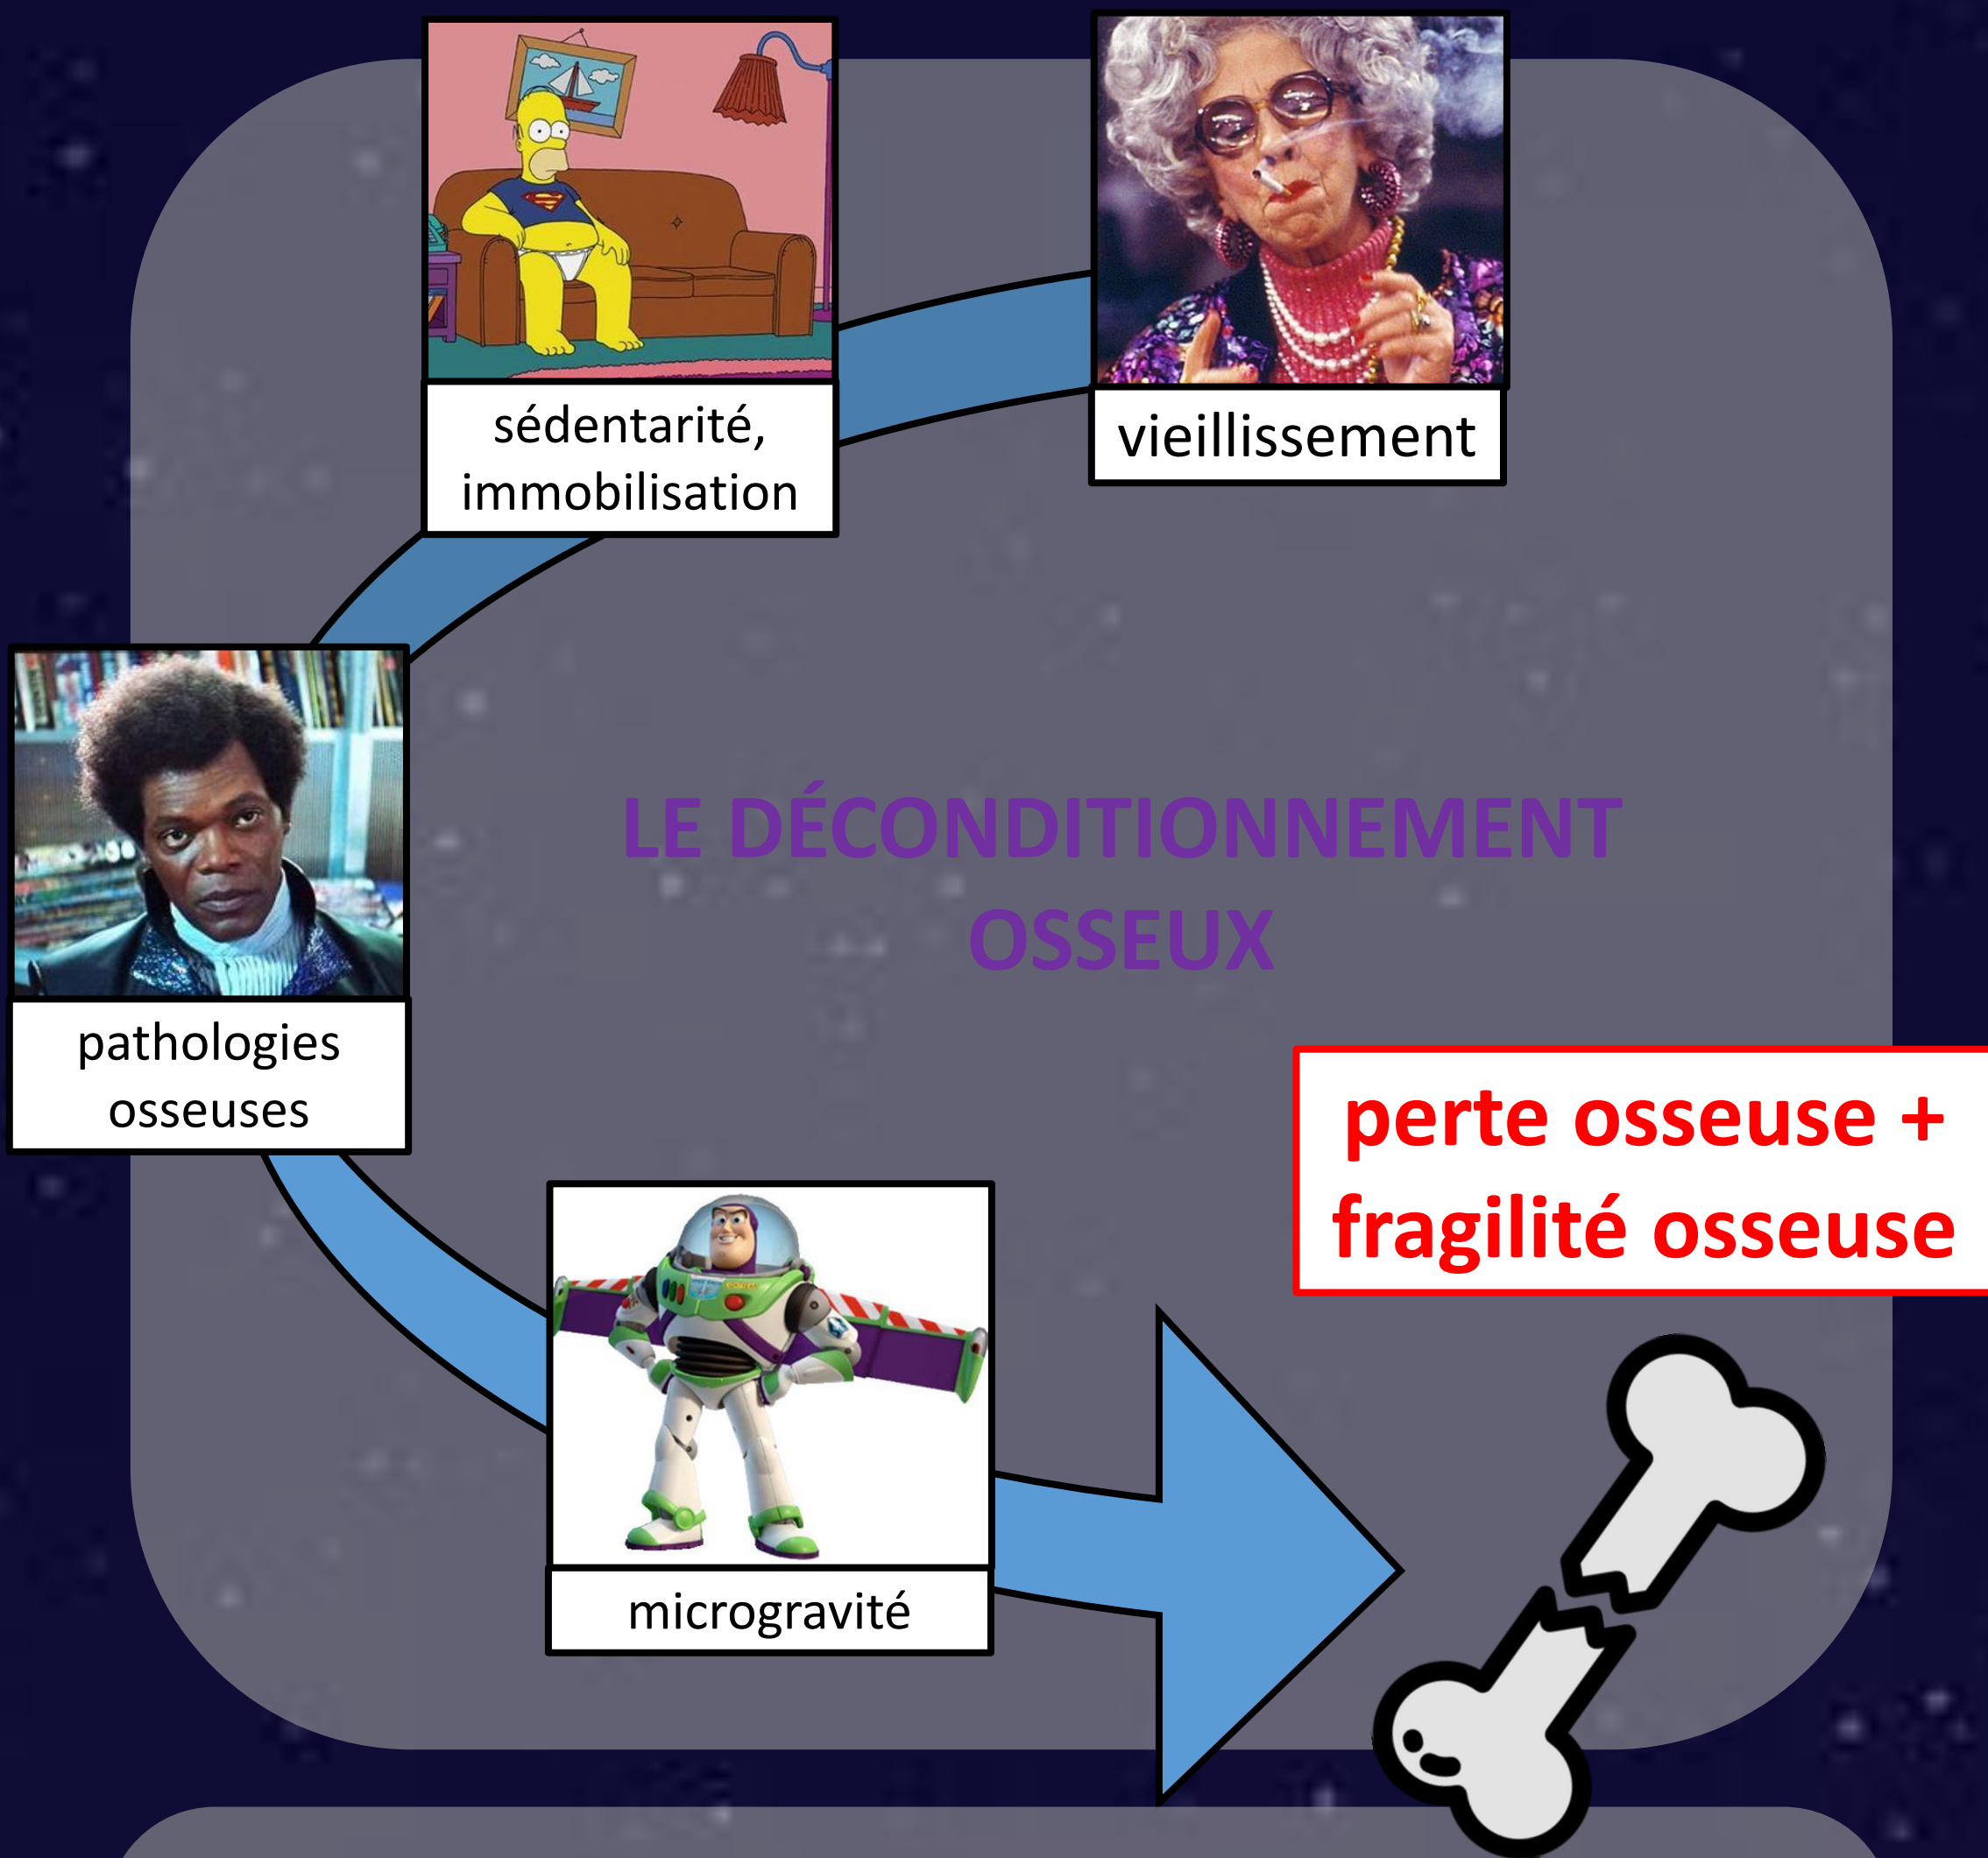 sédentarité,
immobilisation
vieillissement
LE DÉCONDITIONNEMENT
OSSEUX
pathologies
osseuses
perte osseuse +
fragilité osseuse
microgravité